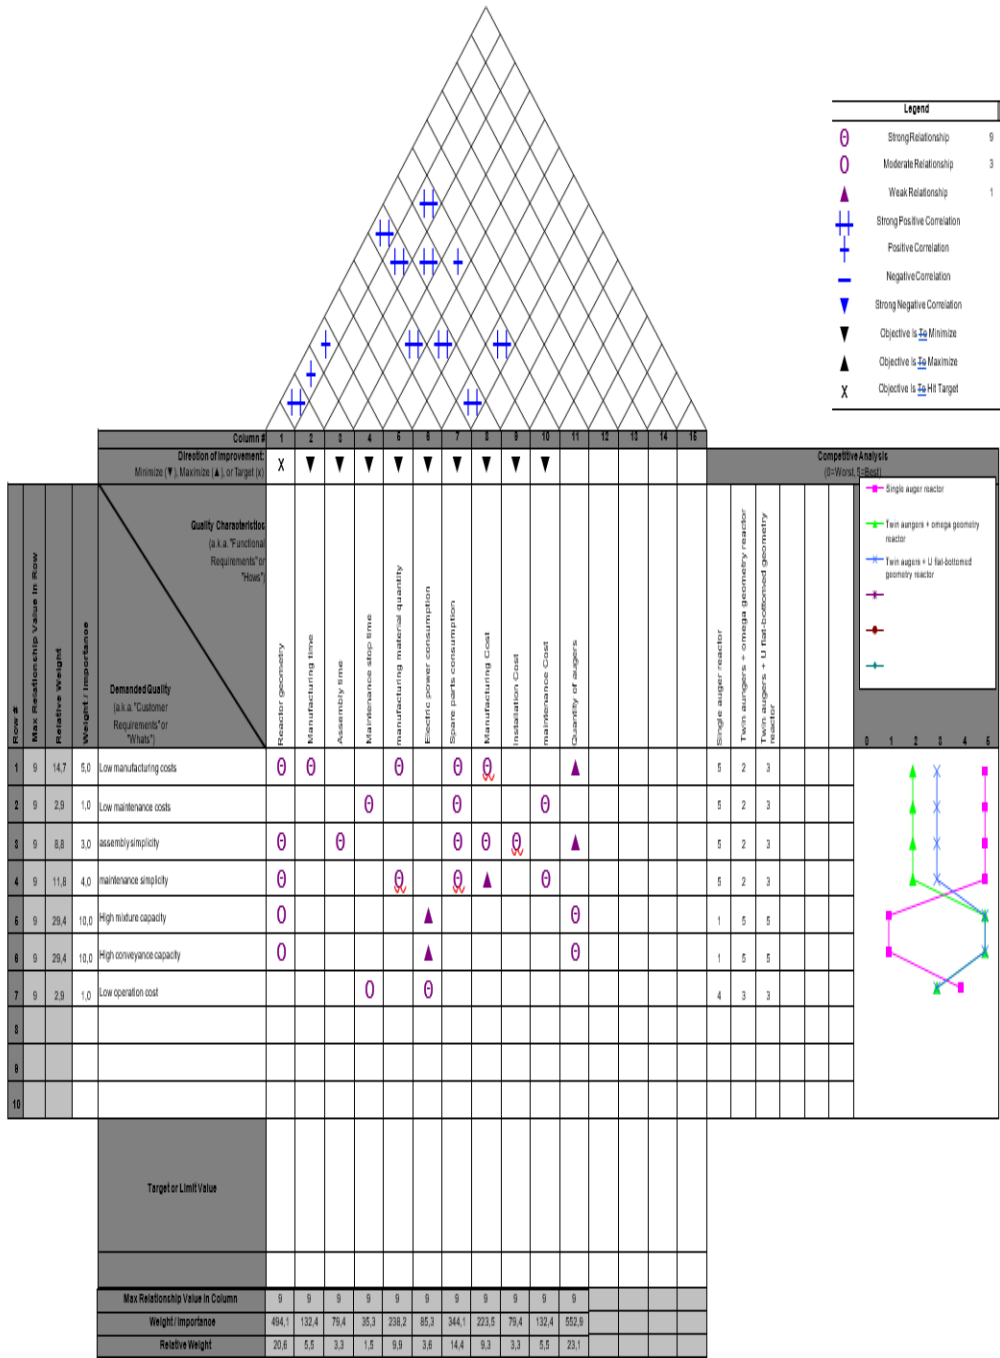 Legend
Strong Relationship 9
Moderate Relationship 3
Weak Relationship 1
Strong Positive Correlation
Positive Correlation
Negative Correlation
Strong Negative Correlation
Objective Is To Minimize
Objective Is To Maximize
X Objective Is To Hit Target
Column # 1 2 3 4 5 6 7 8 9 10 11 12 13 14 15
Direction of Improvement:
Minimize (▼), Maximize (▲), or Target (x)
X ▼ ▼ ▼ ▼ ▼ ▼ ▼ ▼ ▼
Competitive Analysis
(0=Worst, 5=Best)
Row #
Max Relationship Value in Row
Relative Weight
Weight / Importance
Quality Characteristics
(a.k.a. "Functional
Requirements" or
"Hows")
Demanded Quality
(a.k.a. "Customer
Requirements" or
"Whats")
Reactor geometry
Manufacturing time
Assembly time
Maintenance stop time
manufacturing material quantity
Electric power consumption
Spare parts consumption
Manufacturing Cost
Installation Cost
maintenance Cost
Quantity of augers
Single auger reactor
Twin aungers + omega geometry reactor
Twin augers + U flat-bottomed geometry
reactor
Single auger reactor
Twin aungers + omega geometry
reactor
Twin augers + U flat-bottomed
geometry reactor
0 1 2 3 4 5
1 9 14,7 5,0 Low manufacturing costs 5 2 3
2 9 2,9 1,0 Low maintenance costs 5 2 3
3 9 8,8 3,0 assembly simplicity 5 2 3
4 9 11,8 4,0 maintenance simplicity 5 2 3
5 9 29,4 10,0 High mixture capacity 1 5 5
6 9 29,4 10,0 High conveyance capacity 1 5 5
7 9 2,9 1,0 Low operation cost 4 3 3
8
9
10
Target or Limit Value
Max Relationship Value in Column 9 9 9 9 9 9 9 9 9 9 9
Weight / Importance 494,1 132,4 79,4 35,3 238,2 85,3 344,1 223,5 79,4 132,4 552,9
Relative Weight 20,6 5,5 3,3 1,5 9,9 3,6 14,4 9,3 3,3 5,5 23,1